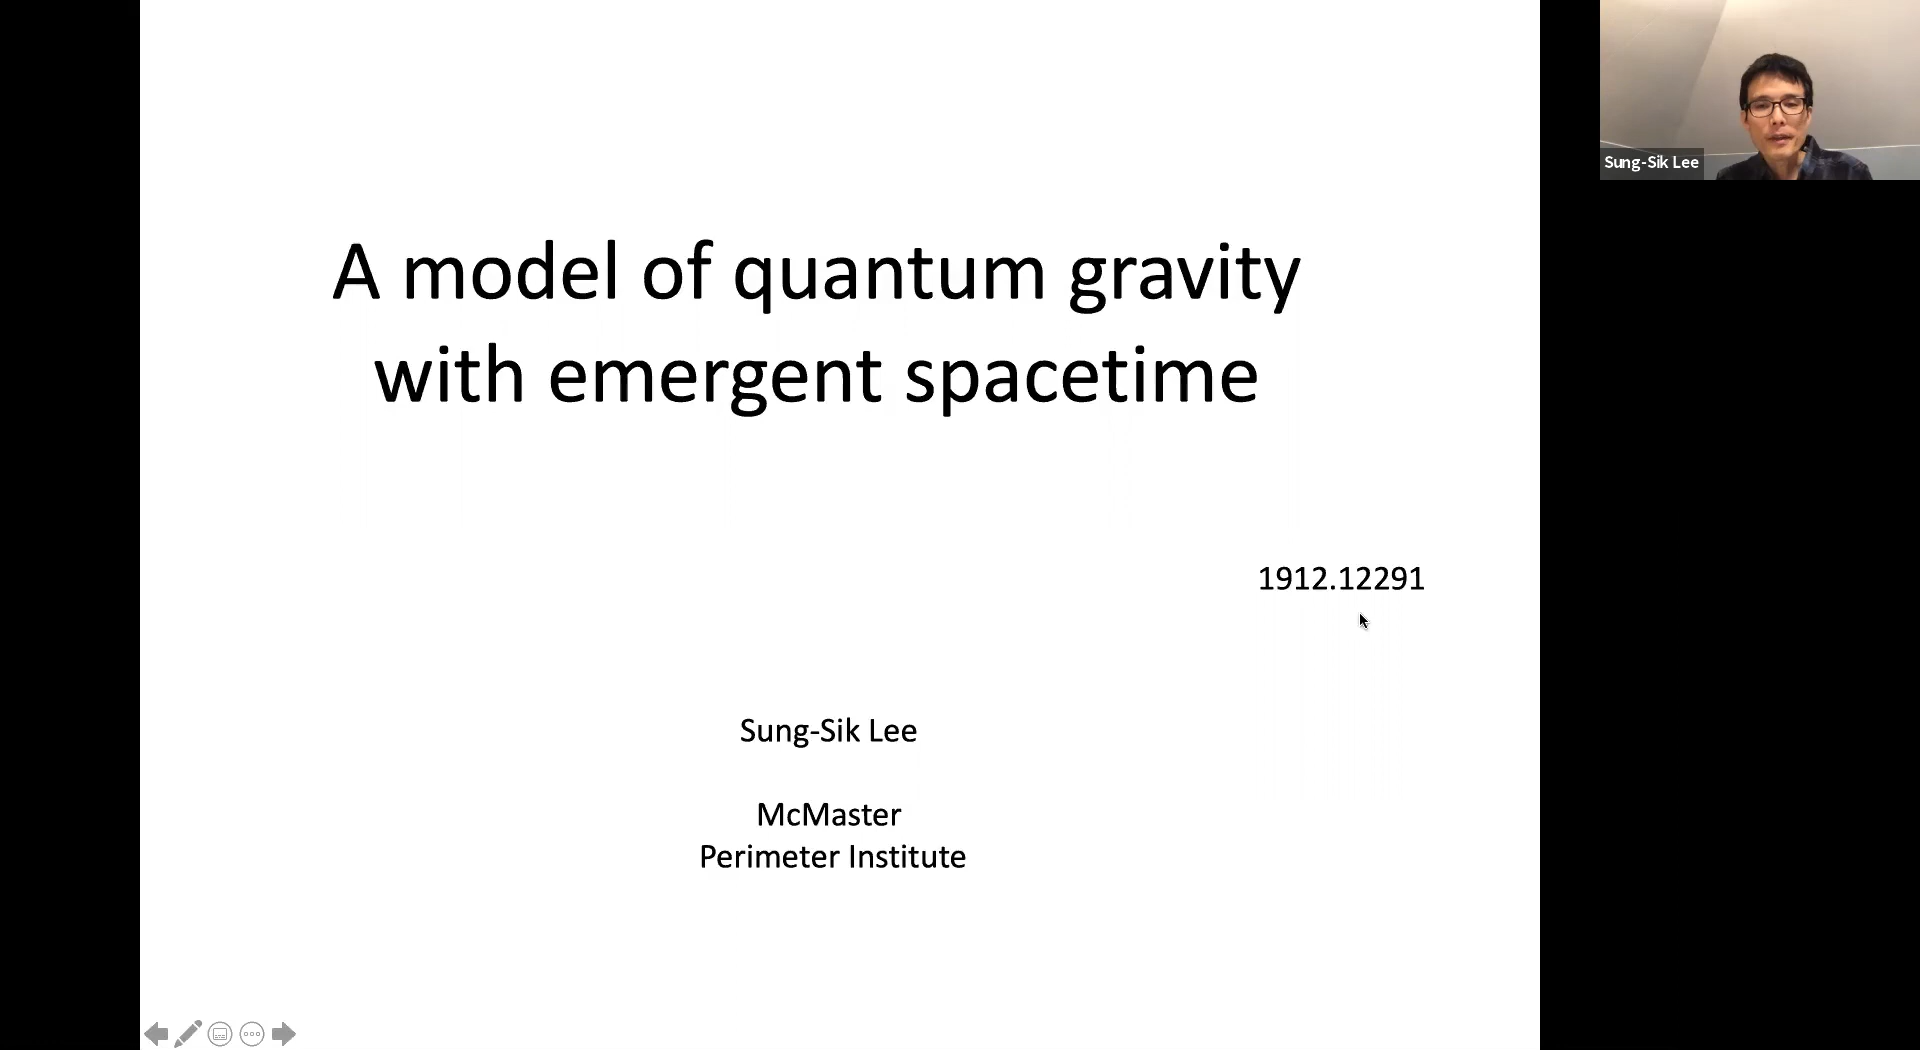 A model of quantum gravity
with emergent spacetime
1912.12291
Sung-Sik Lee
McMaster
Perimeter Institute
Sung-Sik Lee